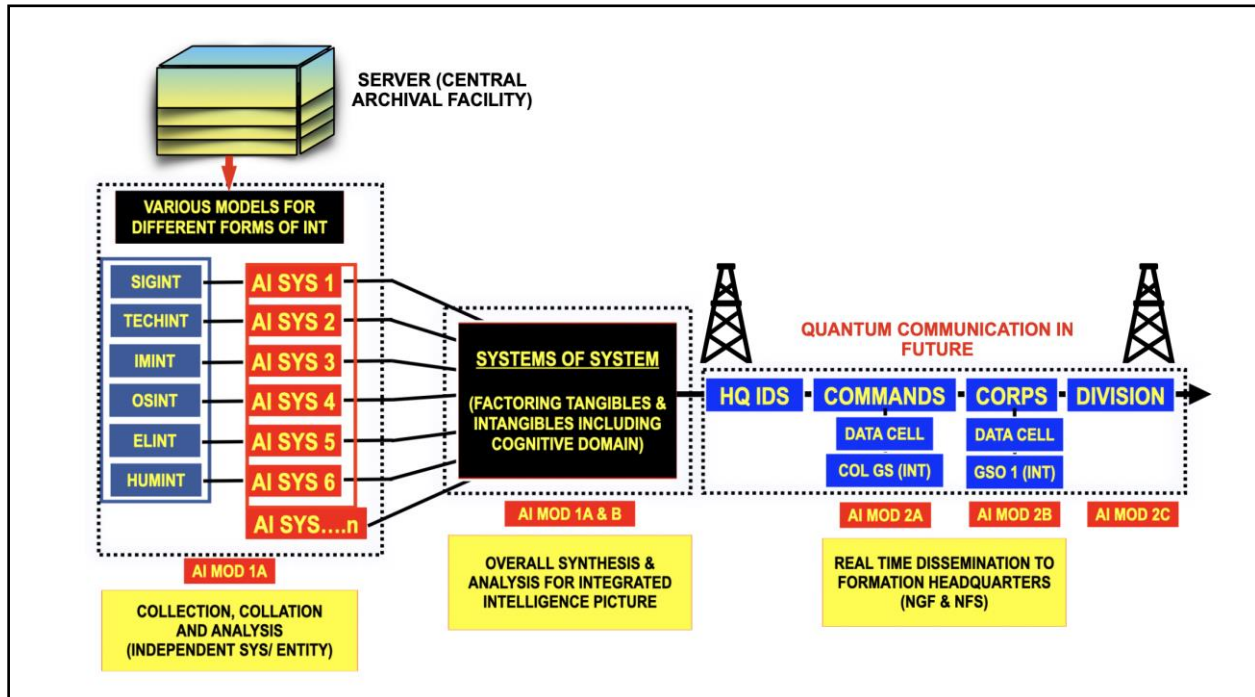 SERVER (CENTRAL
ARCHIVAL FACILITY)
VARIOUS MODELS FOR
DIFFERENT FORMS OF INT
SIGINT
AI SYS 1
TECHINT
AI SYS 2
IMINT
AI SYS 3
OSINT
AI SYS 4
ELINT
AI SYS 5
HUMINT
AI SYS 6
AI SYS....n
AI MOD 1A
COLLECTION, COLLATION
AND ANALYSIS
(INDEPENDENT SYS/ ENTITY)
SYSTEMS OF SYSTEM
(FACTORING TANGIBLES &
INTANGIBLES INCLUDING
COGNITIVE DOMAIN)
AI MOD 1A & B
OVERALL SYNTHESIS &
ANALYSIS FOR INTEGRATED
INTELLIGENCE PICTURE
QUANTUM COMMUNICATION IN
FUTURE
HQ IDS
COMMANDS
CORPS
DIVISION
DATA CELL
DATA CELL
COL GS (INT)
GSO 1 (INT)
AI MOD 2A
AI MOD 2B
AI MOD 2C
REAL TIME DISSEMINATION TO
FORMATION HEADQUARTERS
(NGF & NFS)